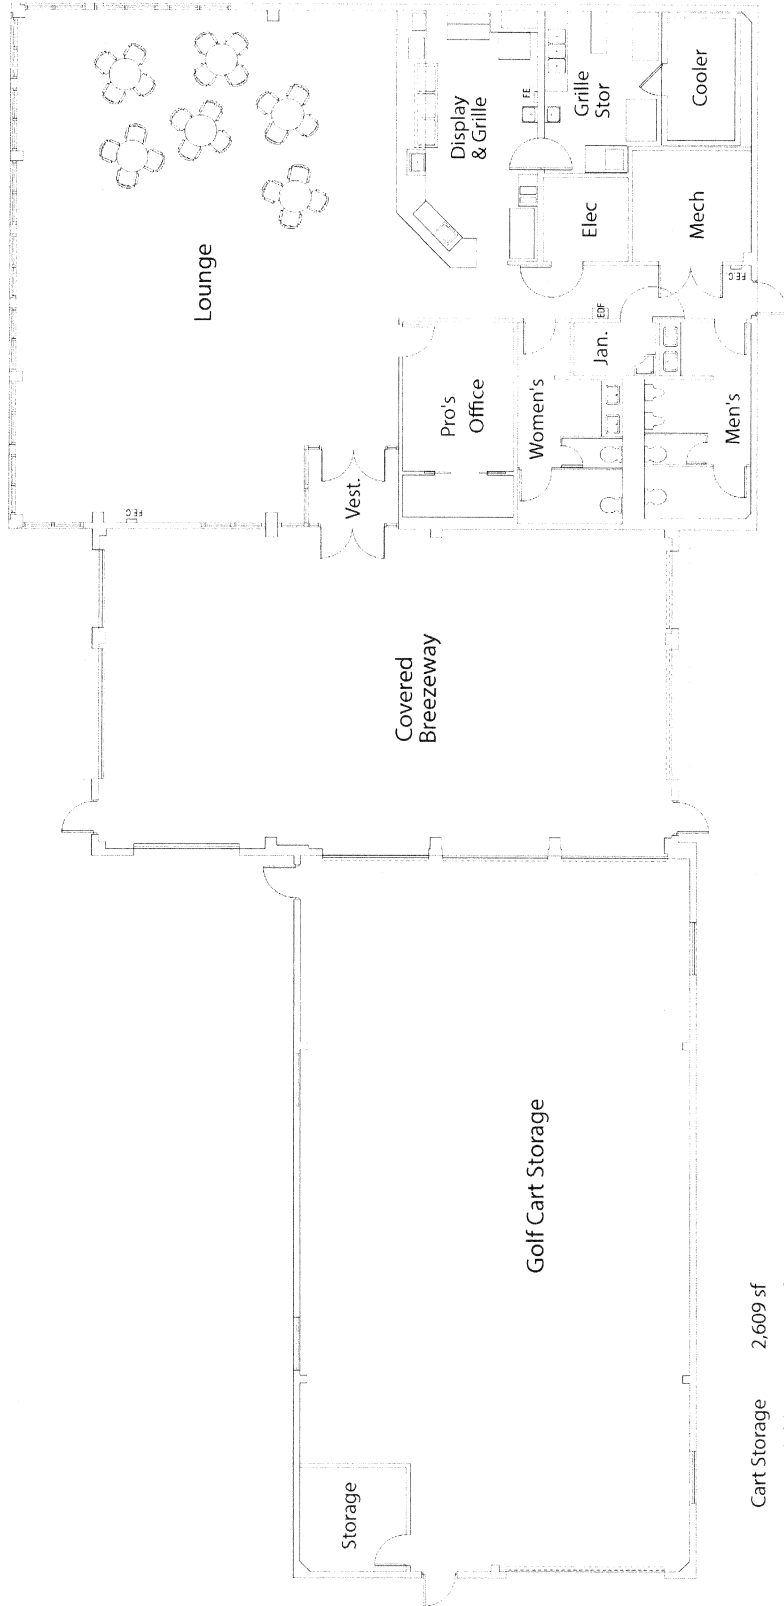 Storage
Golf Cart Storage
Covered
Breezeway
Vest.
Lounge
Pro's
Office
Women's
Men's
Jan.
EDF
Elec
Mech
FEC
FEC
Display
& Grille
FE
Grille
Stor
Cooler
Cart Storage 2,609 sf